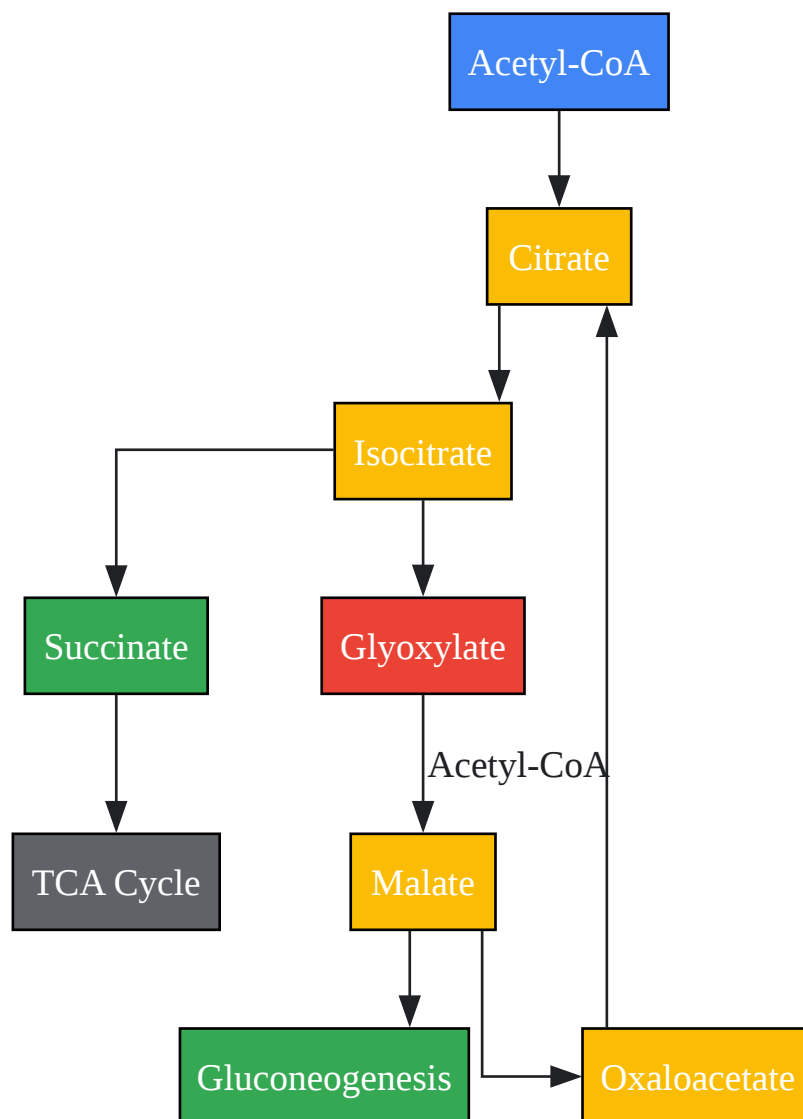 Acetyl-CoA
Citrate
Isocitrate
Succinate
Glyoxylate
Acetyl-CoA
TCA Cycle
Malate
Gluconeogenesis
Oxaloacetate